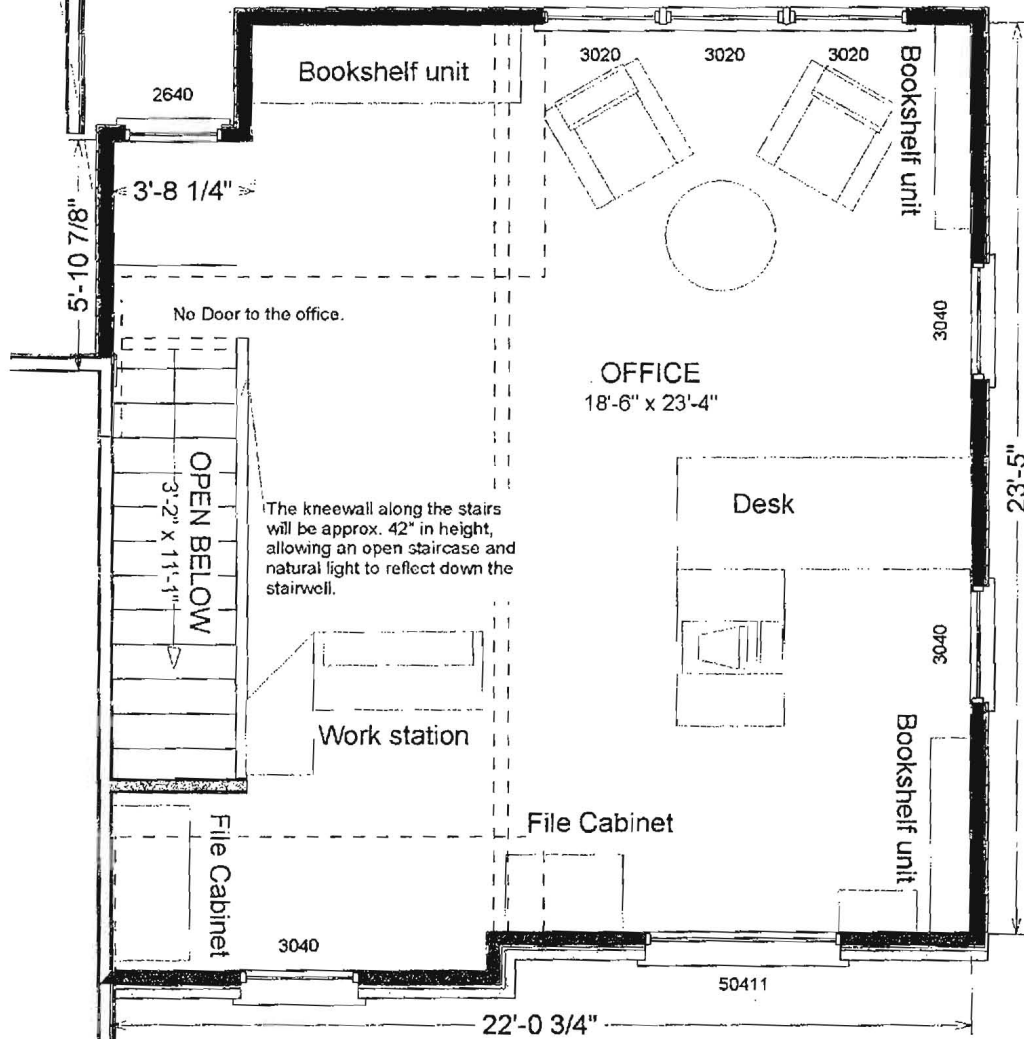 3020
3020
3020
Bookshelf unit
Bookshelf unit
2640
3'-8 1/4"
5'-10 7/8"
No Door to the office.
3040
OFFICE
18'-6" x 23'-4"
23'-5"
OPEN BELOW
3'-2" x 11'-1"
Desk
The kneewall along the stairs
will be approx. 42" in height,
allowing an open staircase and
natural light to reflect down the
stairwell.
3040
Work station
Bookshelf unit
File Cabinet
File Cabinet
3040
50411
22'-0 3/4"